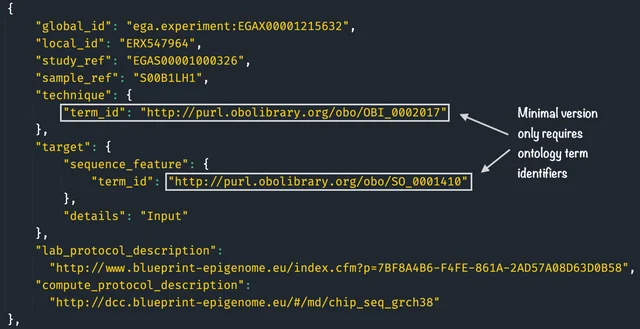 {
"global_id": "ega.experiment:EGAX00001215632",
"local_id": "ERX547964",
"study_ref": "EGAS00001000326",
"sample_ref": "S00B1LH1",
"technique": {
"term_id": "http://purl.obolibrary.org/obo/OBI_0002017"
},
"target": {
"sequence_feature": {
"term_id": "http://purl.obolibrary.org/obo/SO_0001410"
},
"details": "Input"
},
"lab_protocol_description":
"http://www.blueprint-epigenome.eu/index.cfm?p=7BF8A4B6-F4FE-861A-2AD57A08D63D0B58",
"compute_protocol_description":
"http://dcc.blueprint-epigenome.eu/#/md/chip_seq_grch38"
},
Minimal version
only requires
ontology term
identifiers